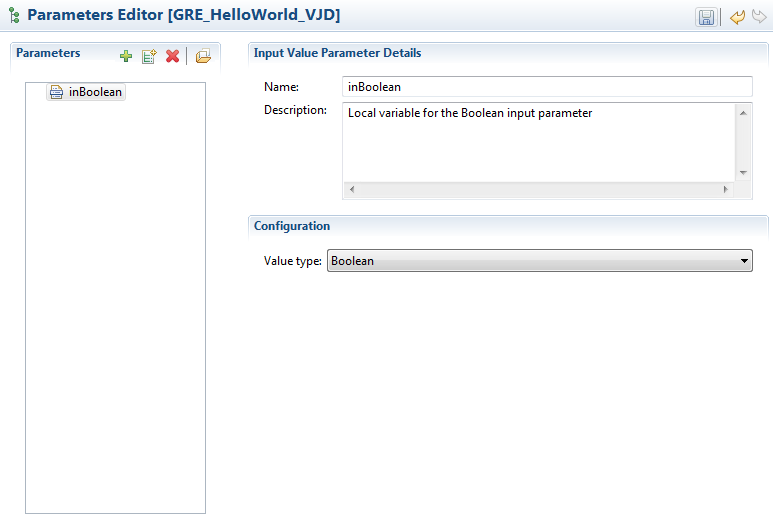 Parameters Editor [GRE_HelloWorld_VJD]
Parameters
inBoolean
Input Value Parameter Details
Name:
inBoolean
Description:
Local variable for the Boolean input parameter
Configuration
Value type:
Boolean